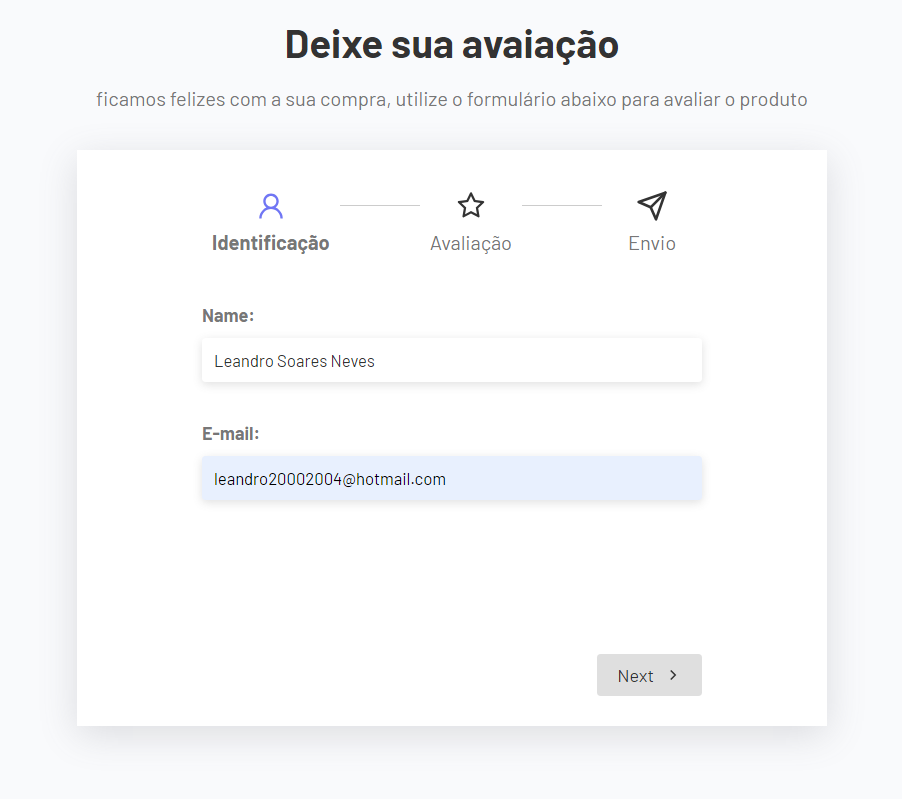 Deixe sua avaiação
ficamos felizes com a sua compra, utilize o formulário abaixo para avaliar o produto
Identificação
Avaliação
Envio
Name:
Leandro Soares Neves
E-mail:
leandro20002004@hotmail.com
Next